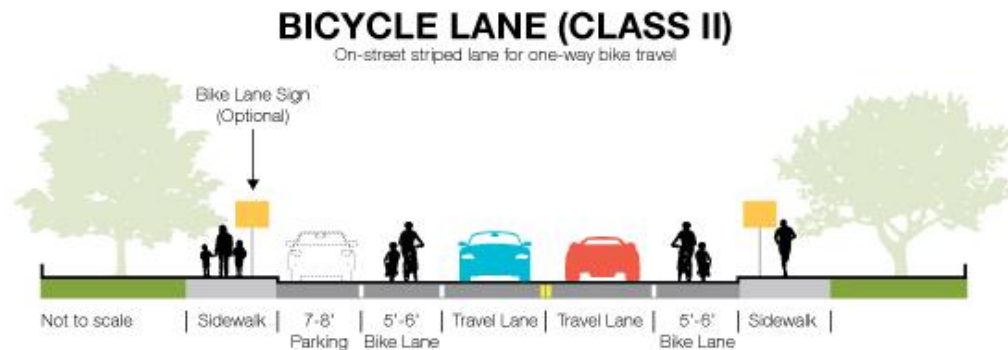 BICYCLE LANE (CLASS II)
On-street striped lane for one-way bike travel
Bike Lane Sign
(Optional)
Not to scale | Sidewalk | 7-8' | 5'-6' | Travel Lane | Travel Lane | 5'-6' | Sidewalk |
Parking Bike Lane Bike Lane